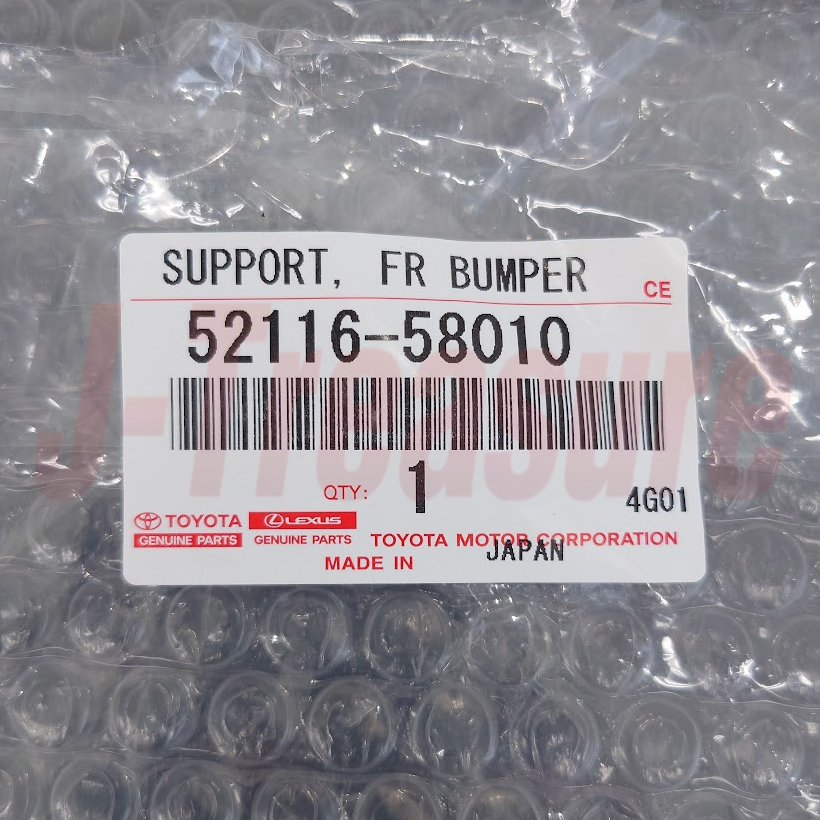 SUPPORT, FR BUMPER
CE
52116-58010
J-Treasure
QTY: 1
4G01
TOYOTA LEXUS
GENUINE PARTS GENUINE PARTS TOYOTA MOTOR CORPORATION
MADE IN JAPAN